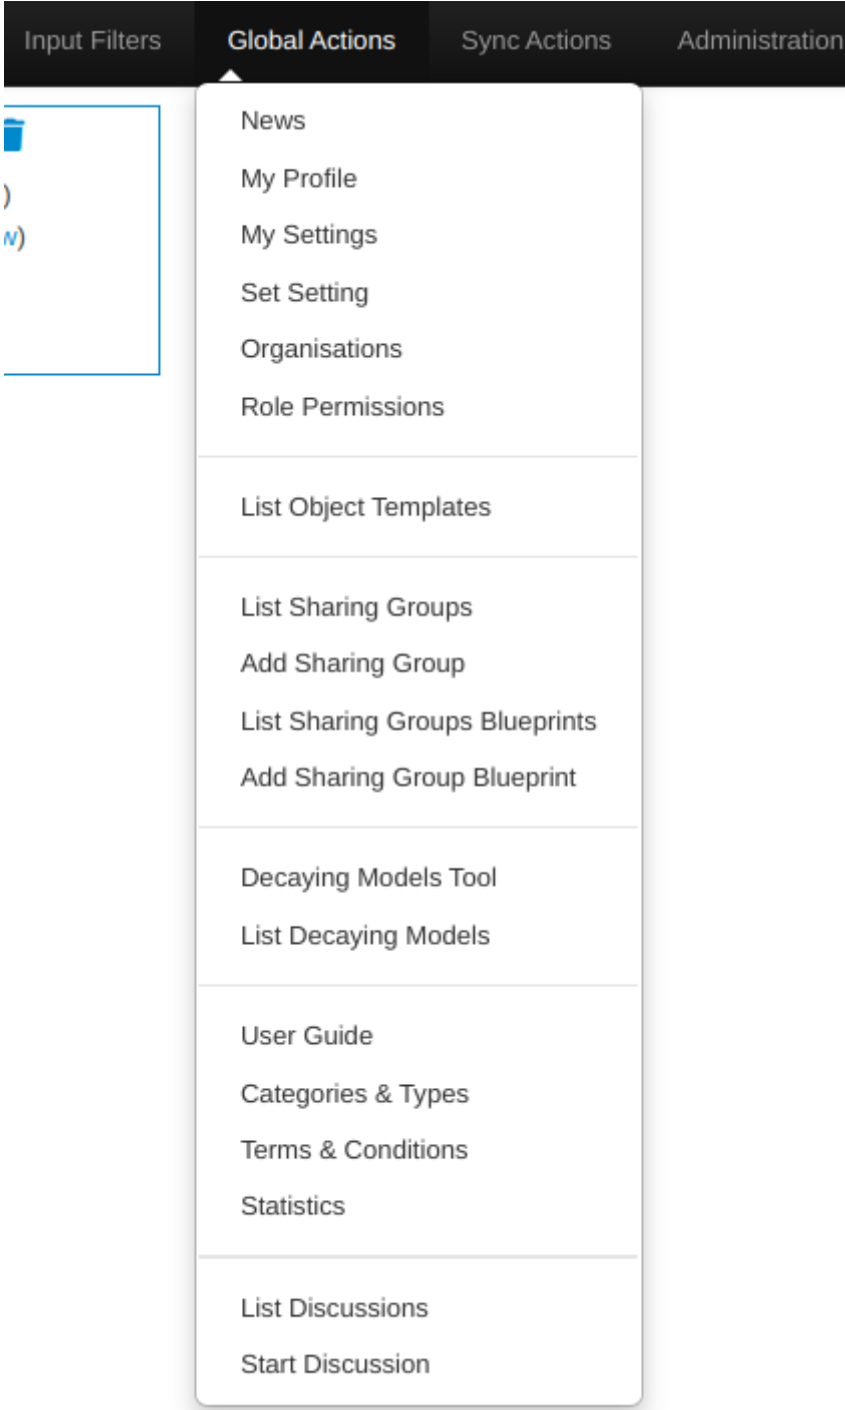 Input Filters Global Actions Sync Actions Administration
)
w)
News
My Profile
My Settings
Set Setting
Organisations
Role Permissions
List Object Templates
List Sharing Groups
Add Sharing Group
List Sharing Groups Blueprints
Add Sharing Group Blueprint
Decaying Models Tool
List Decaying Models
User Guide
Categories & Types
Terms & Conditions
Statistics
List Discussions
Start Discussion